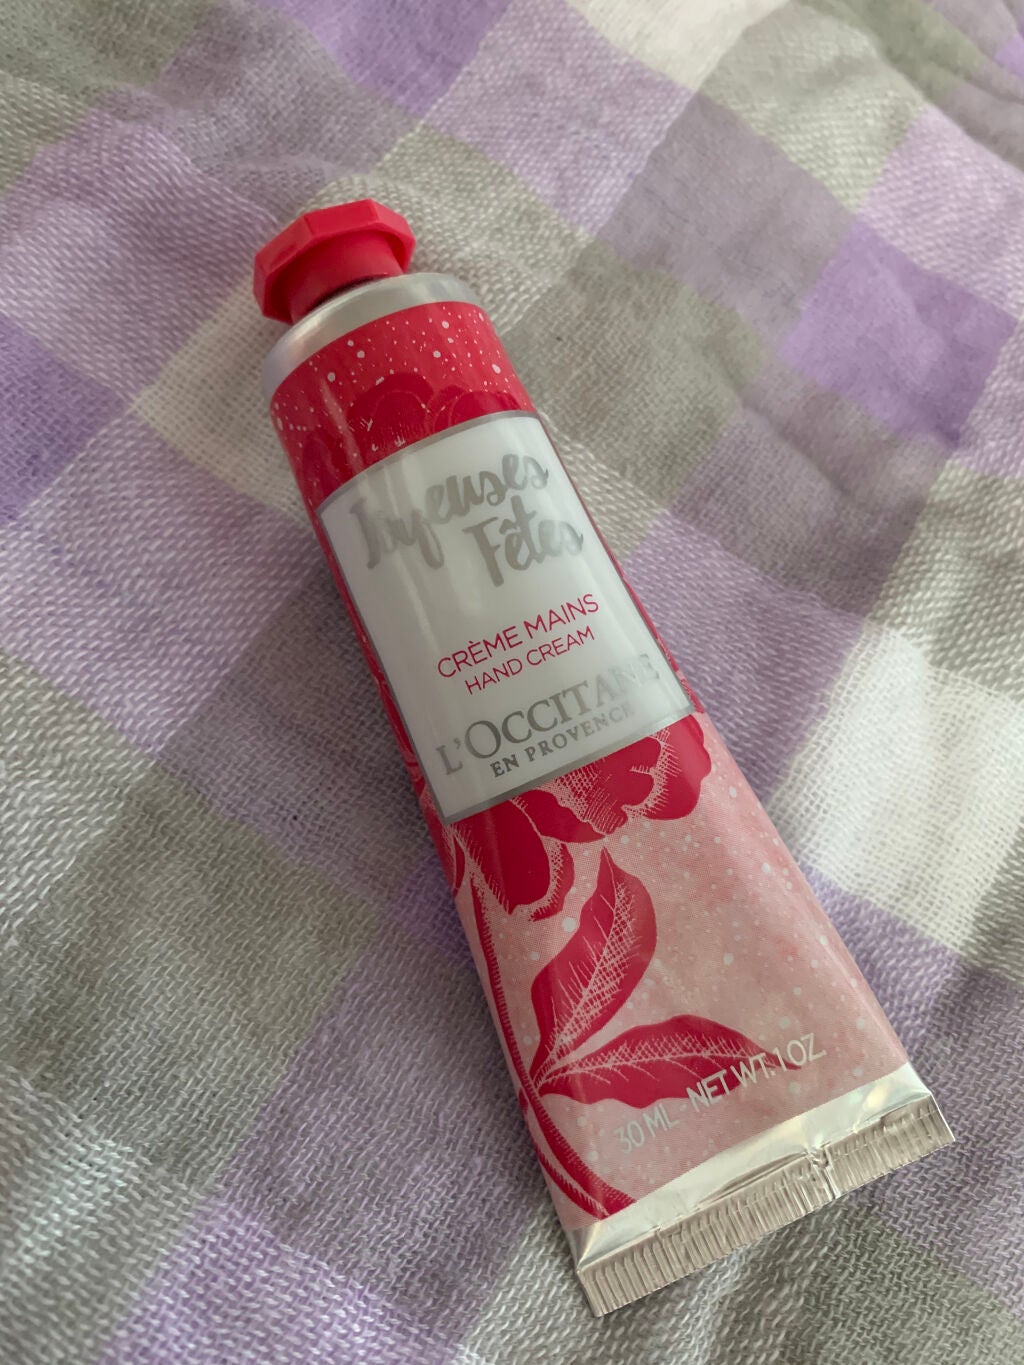 Joyeuses
Fêtes
CRÈME MAINS
HAND CREAM
L'OCCITANE
EN PROVENCE
30 ML - NET WT. 1 OZ.